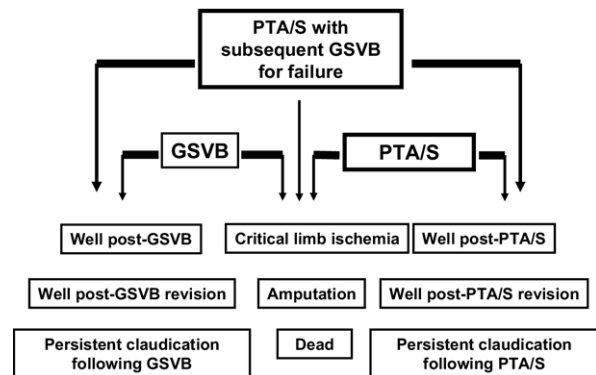 PTA/S with
subsequent GSVB
for failure
GSVB
PTA/S
Well post-GSVB
Critical limb ischemia
Well post-PTA/S
Well post-GSVB revision
Amputation
Well post-PTA/S revision
Persistent claudication
following GSVB
Dead
Persistent claudication
following PTA/S